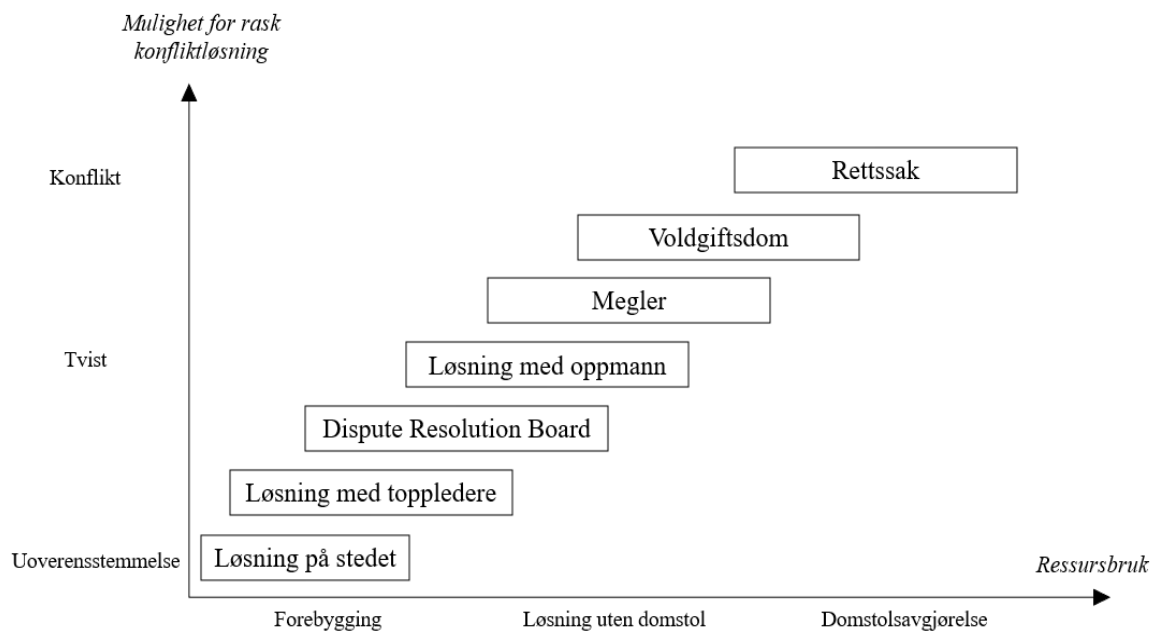 Mulighet for rask
konfliktløsning
Konflikt
Rettssak
Voldgiftsdom
Megler
Tvist
Løsning med oppmann
Dispute Resolution Board
Løsning med toppledere
Uoverensstemmelse
Løsning på stedet
Ressursbruk
Forebygging
Løsning uten domstol
Domstolsavgjørelse